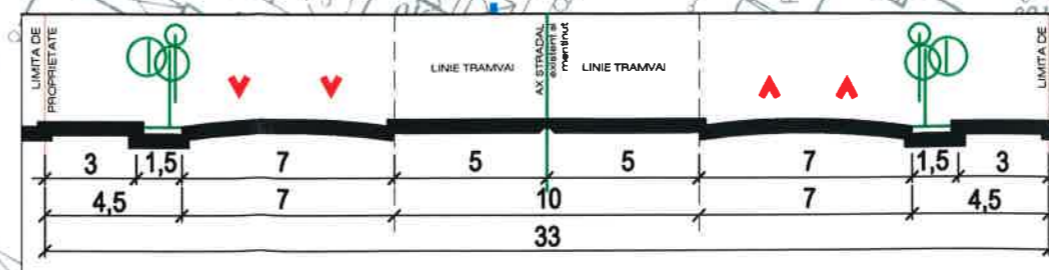 LIMITA DE
PROPRIETATE
LINIE TRAMVAI
AX STRADAL
existent si
mentinut
LINIE TRAMVAI
LIMITA DE
3 1,5 7 5 5 7 1,5 3
4,5 7 10 7 4,5
33